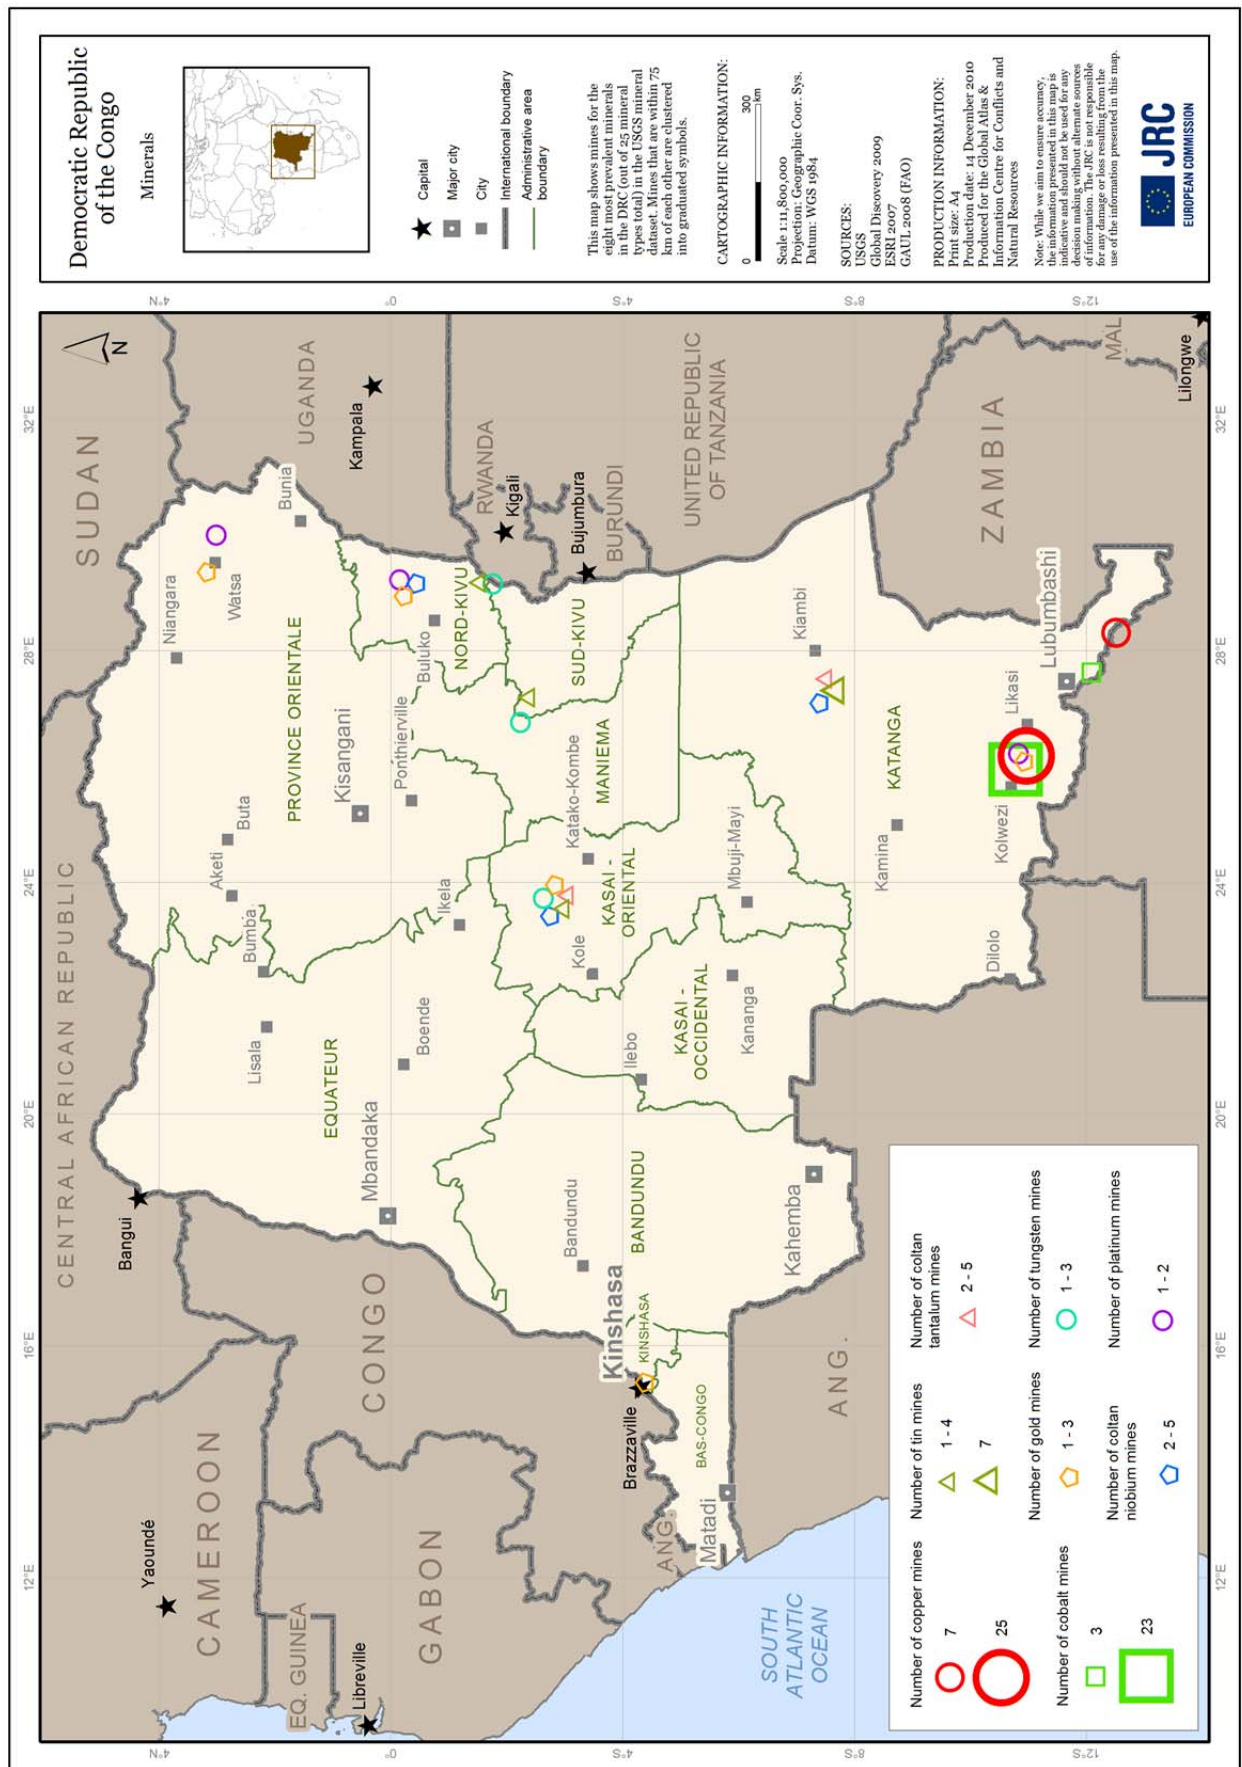 Democratic Republic
of the Congo
Minerals
Capital
Major city
City
International boundary
Administrative area
boundary
This map shows mines for the
eight most prevalent minerals
in the DRC (out of 25 mineral
types total) in the USGS mineral
dataset. Mines that are within 75
km of each other are clustered
into graduated symbols.
CARTOGRAPHIC INFORMATION:
0 300
km
Scale 1:11,800,000
Projection: Geographic Coor. Sys.
Datum: WGS 1984
SOURCES:
USGS
Global Discovery 2009
ESRI 2007
GAUL 2008 (FAO)
PRODUCTION INFORMATION:
Print size: A4
Production date: 14 December 2010
Produced for the Global Atlas &
Information Centre for Conflicts and
Natural Resources
Note: While we aim to ensure accuracy,
the information presented in this map is
indicative and should not be used for any
decision making without alternate sources
of information. The JRC is not responsible
for any damage or loss resulting from the
use of the information presented in this map.
JRC
EUROPEAN COMMISSION
12°E
16°E
20°E
24°E
28°E
32°E
4°N
0°
4°S
8°S
12°S
N
CAMEROON
Yaoundé
CENTRAL AFRICAN REPUBLIC
Bangui
SUDAN
EQ. GUINEA
Libreville
GABON
CONGO
UGANDA
Kampala
RWANDA
Kigali
Bujumbura
BURUNDI
UNITED REPUBLIC
OF TANZANIA
Niangara
Watsa
Bunia
PROVINCE ORIENTALE
Aketi
Buta
Bumba
Lisala
EQUATEUR
Boende
Mbandaka
Kisangani
Ponthierville
Ikela
Buluko
NORD-KIVU
SUD-KIVU
MANIEMA
Katako-Kombe
KASAI -
ORIENTAL
Kole
Mbuji-Mayi
Ilebo
KASAI -
OCCIDENTAL
Kananga
Bandundu
BANDUNDU
Kinshasa
KINSHASA
Brazzaville
BAS-CONGO
ANG.
Matadi
Kahemba
ANG.
SOUTH
ATLANTIC
OCEAN
Kiambi
KATANGA
Kamina
Dilolo
Kolwezi
Likasi
Lubumbashi
ZAMBIA
MAL
Lilongwe
Number of copper mines
7
25
Number of cobalt mines
3
23
Number of tin mines
1 - 4
7
Number of gold mines
1 - 3
Number of coltan
niobium mines
2 - 5
Number of coltan
tantalum mines
2 - 5
Number of tungsten mines
1 - 3
Number of platinum mines
1 - 2
12°E
16°E
20°E
24°E
28°E
32°E
4°N
0°
4°S
8°S
12°S